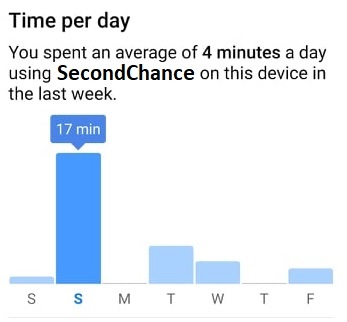 Time per day
You spent an average of 4 minutes a day
using SecondChance on this device in
the last week.
17 min
S S M T W T F